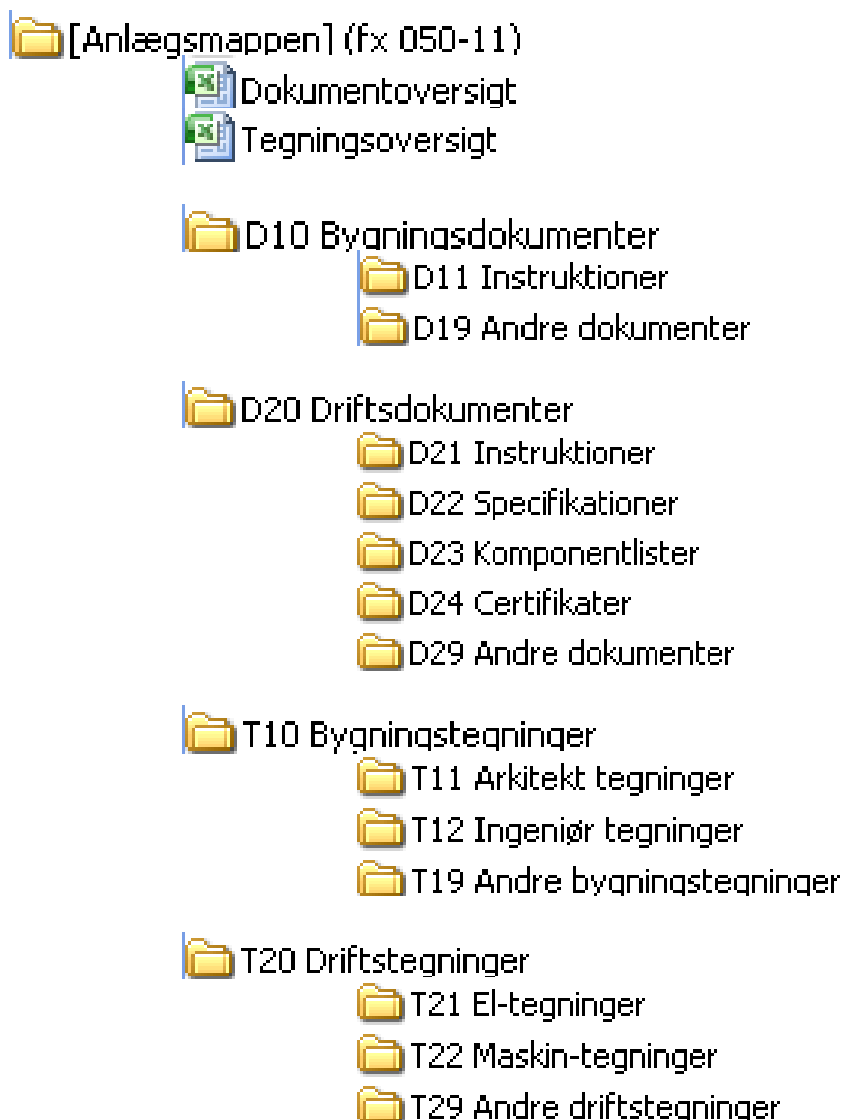 [Anlægsmappen] (fx 050-11)
Dokumentoversigt
Tegningsoversigt
D10 Bygningsdokumenter
D11 Instruktioner
D19 Andre dokumenter
D20 Driftsdokumenter
D21 Instruktioner
D22 Specifikationer
D23 Komponentlister
D24 Certifikater
D29 Andre dokumenter
T10 Bygningstegninger
T11 Arkitekt tegninger
T12 Ingeniør tegninger
T19 Andre bygningstegninger
T20 Driftstegninger
T21 El-tegninger
T22 Maskin-tegninger
T29 Andre driftstegninger